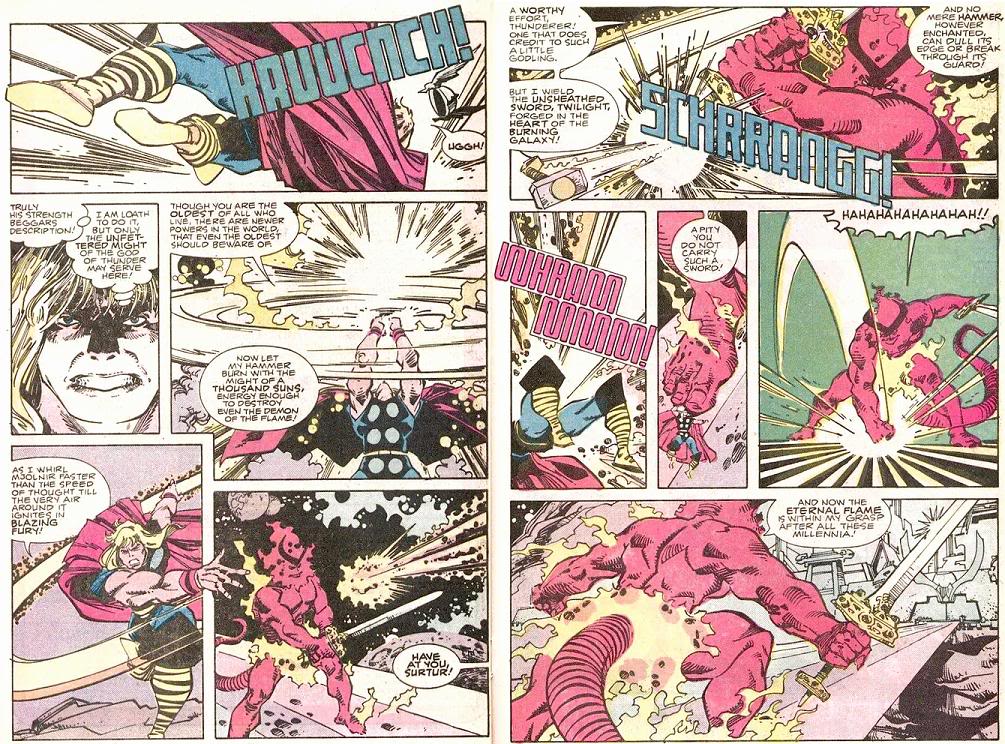 KRUUUNCH!
UGGH!
TRULY
HIS STRENGTH
BEGGARS
DESCRIPTION!
I AM LOATH
TO DO IT,
BUT ONLY
THE UNFET-
TERED MIGHT
OF THE GOD
OF THUNDER
MAY SERVE
HERE!
THOUGH YOU ARE THE
OLDEST OF ALL WHO
LIVE, THERE ARE NEWER
POWERS IN THE WORLD,
THAT EVEN THE OLDEST
SHOULD BEWARE OF.
NOW LET
MY HAMMER
BURN WITH THE
MIGHT OF A
THOUSAND SUNS,
ENERGY ENOUGH
TO DESTROY
EVEN THE DEMON
OF THE FLAME!
AS I WHIRL
MJOLNIR FASTER
THAN THE SPEED
OF THOUGHT TILL
THE VERY AIR
AROUND IT
IGNITES IN
BLAZING
FURY!
HAVE
AT YOU,
SURTUR!
A WORTHY
EFFORT,
THUNDERER!
ONE THAT DOES
CREDIT TO SUCH
A LITTLE
GODLING.
BUT I WIELD
THE UNSHEATHED
SWORD, TWILIGHT,
FORGED IN THE
HEART OF THE
BURNING
GALAXY!
AND NO
MERE HAMMER,
HOWEVER
ENCHANTED,
CAN DULL ITS
EDGE OR BREAK
THROUGH ITS
GUARD!
SCHRRRANGG!
A PITY
YOU
DO NOT
CARRY
SUCH A
SWORD!
HAHAHAHAHAHAHAH!!
AND NOW THE
ETERNAL FLAME
IS WITHIN MY GRASP
AFTER ALL THESE
MILLENNIA!